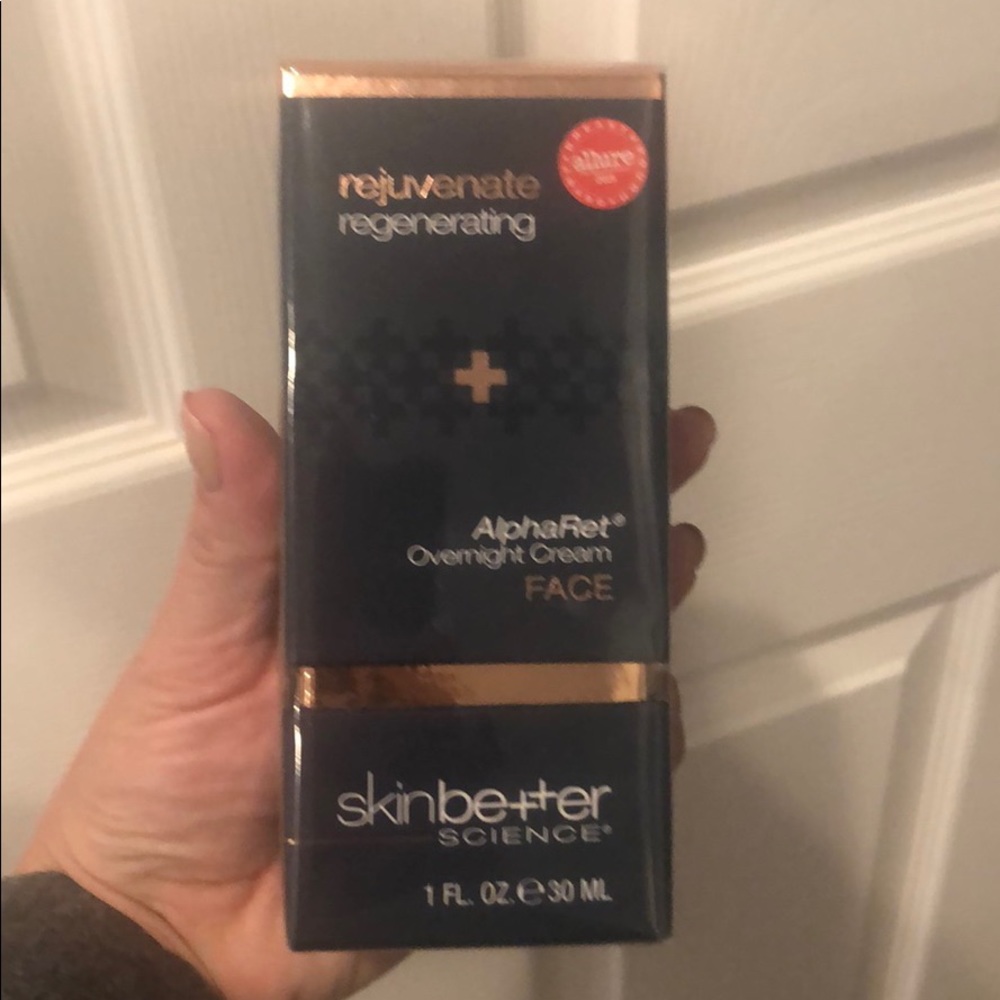 allure
rejuvenate
regenerating
AlphaRet®
Overnight Cream
FACE
skinbetter
SCIENCE®
1 FL. OZ. ℮ 30 ML